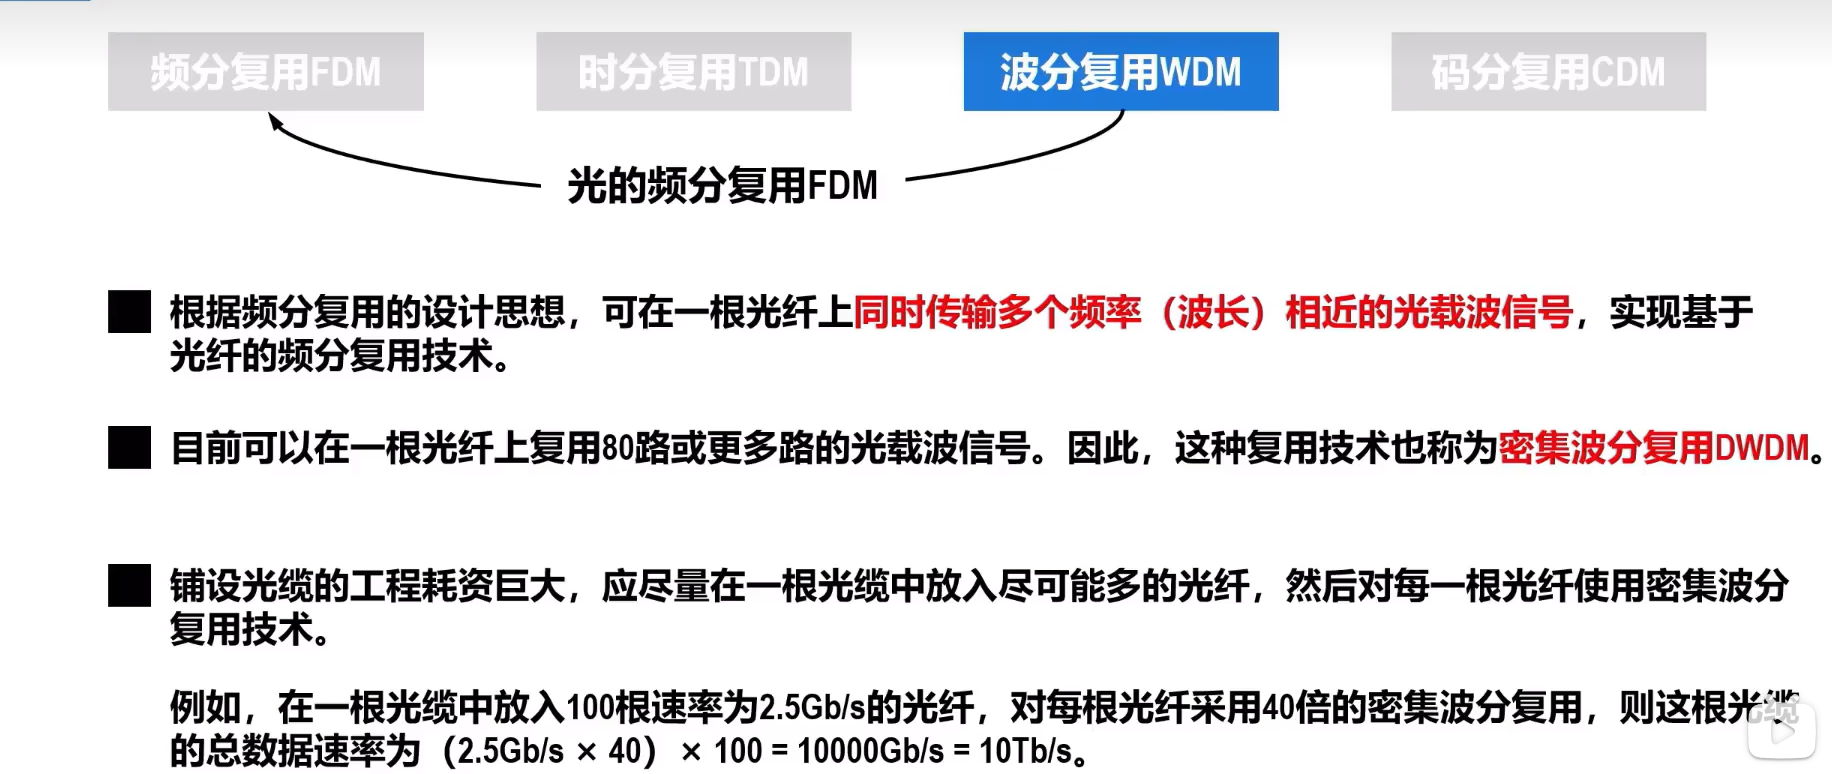 频分复用FDM
时分复用TDM
波分复用WDM
码分复用CDM
光的频分复用FDM
根据频分复用的设计思想，可在一根光纤上同时传输多个频率（波长）相近的光载波信号，实现基于
光纤的频分复用技术。
目前可以在一根光纤上复用80路或更多路的光载波信号。因此，这种复用技术也称为密集波分复用DWDM。
铺设光缆的工程耗资巨大，应尽量在一根光缆中放入尽可能多的光纤，然后对每一根光纤使用密集波分
复用技术。
例如，在一根光缆中放入100根速率为2.5Gb/s的光纤，对每根光纤采用40倍的密集波分复用，则这根光缆
的总数据速率为（2.5Gb/s × 40）× 100 = 10000Gb/s = 10Tb/s。